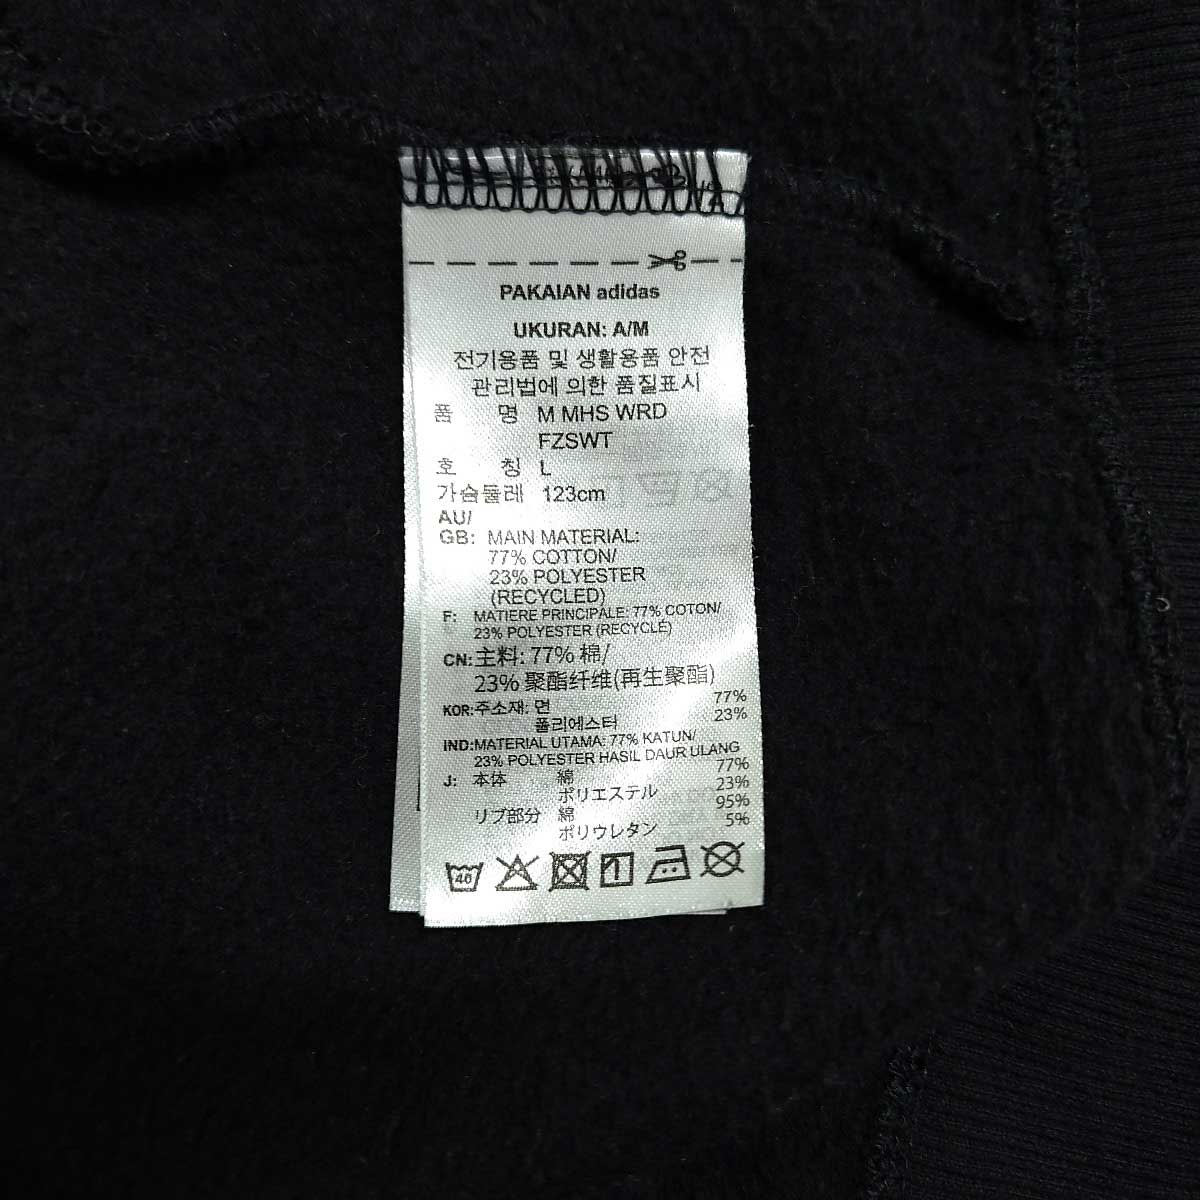 PAKAIAN adidas
UKURAN: A/M
전기용품 및 생활용품 안전
관리법에 의한 품질표시
품 명 M MHS WRD
FZSWT
호 칭 L
가슴둘레 123cm
AU/
GB: MAIN MATERIAL:
77% COTTON/
23% POLYESTER
(RECYCLED)
F: MATIERE PRINCIPALE: 77% COTON/
23% POLYESTER (RECYCLÉ)
CN: 主料: 77% 棉/
23% 聚酯纤维(再生聚酯)
KOR: 주소재: 면 77%
폴리에스터 23%
IND: MATERIAL UTAMA: 77% KATUN/
23% POLYESTER HASIL DAUR ULANG
J: 本体 綿 77%
ポリエステル 23%
リブ部分 綿 95%
ポリウレタン 5%
40